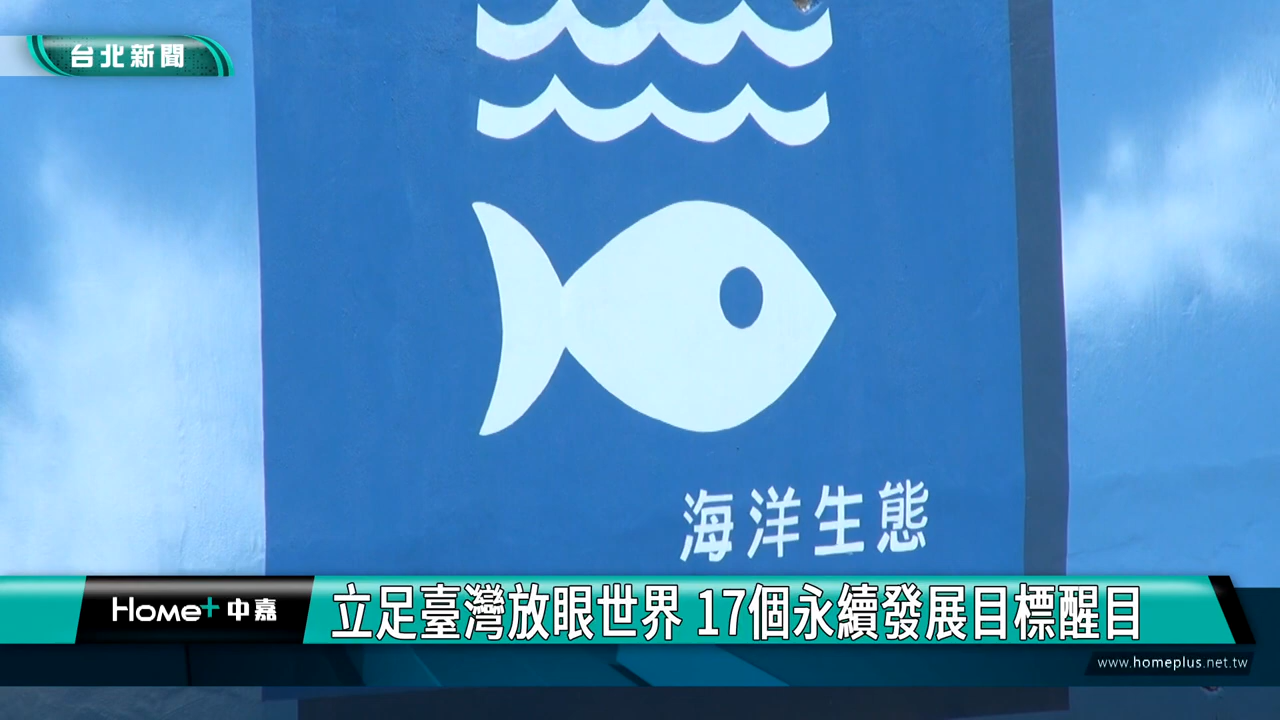 台北新聞
海洋生態
Home+ 中嘉
立足臺灣放眼世界 17個永續發展目標醒目
www.homeplus.net.tw